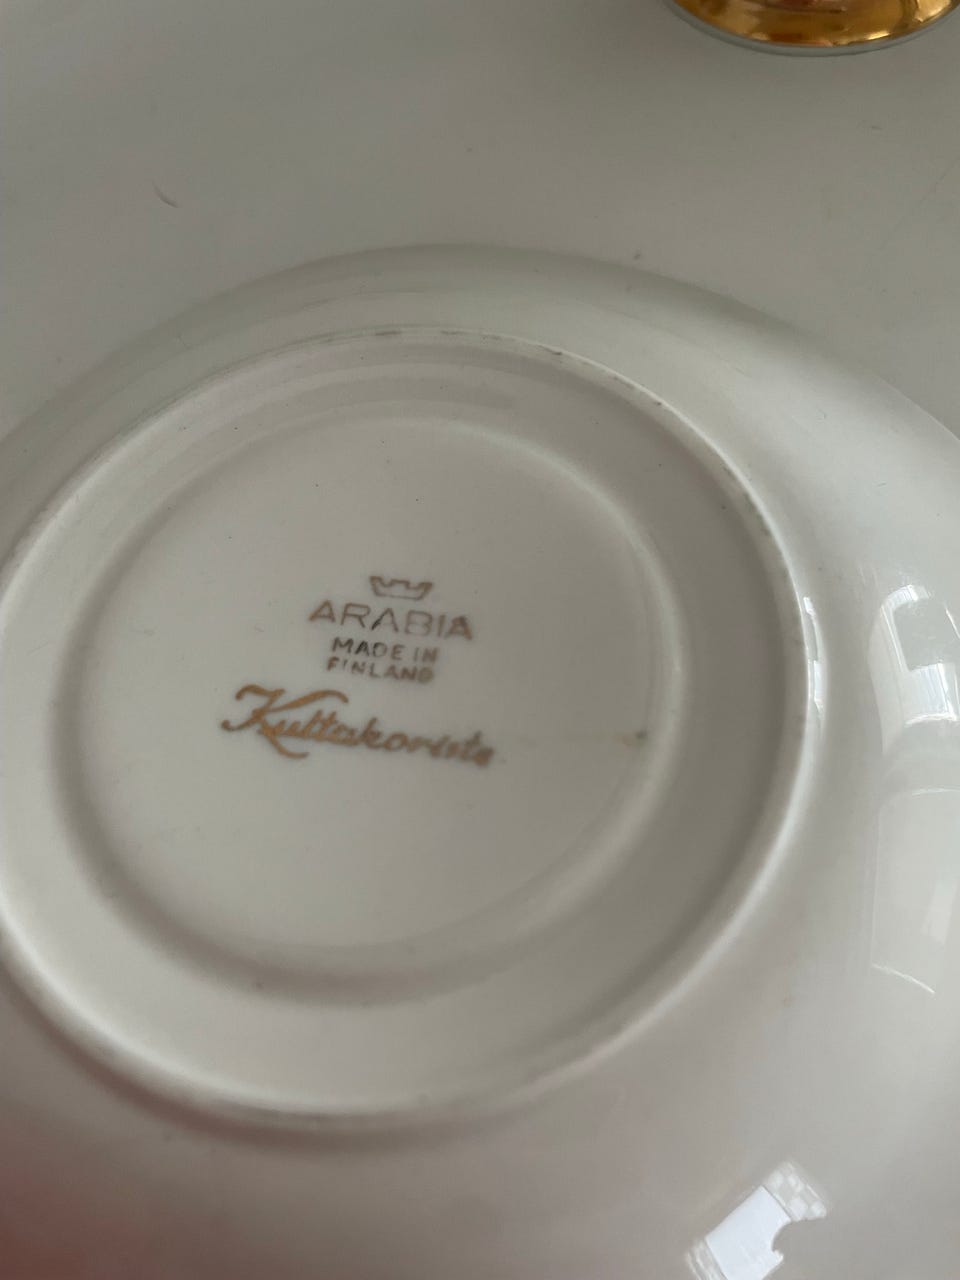 ARABIA
MADE IN
FINLAND
Kultakoriste